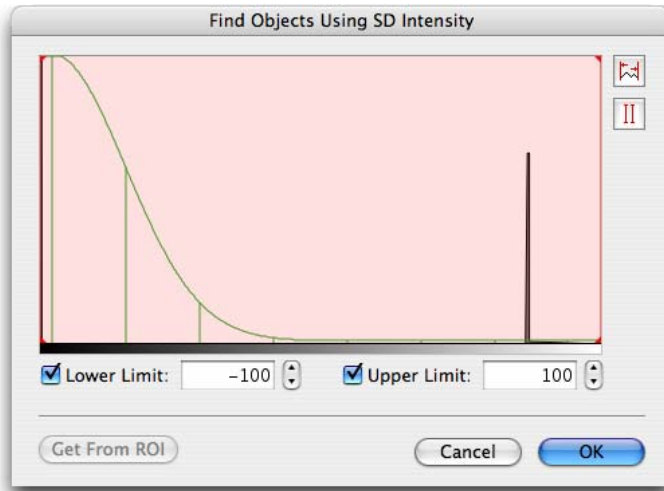 Find Objects Using SD Intensity
Lower Limit: -100 Upper Limit: 100
Get From ROI Cancel OK